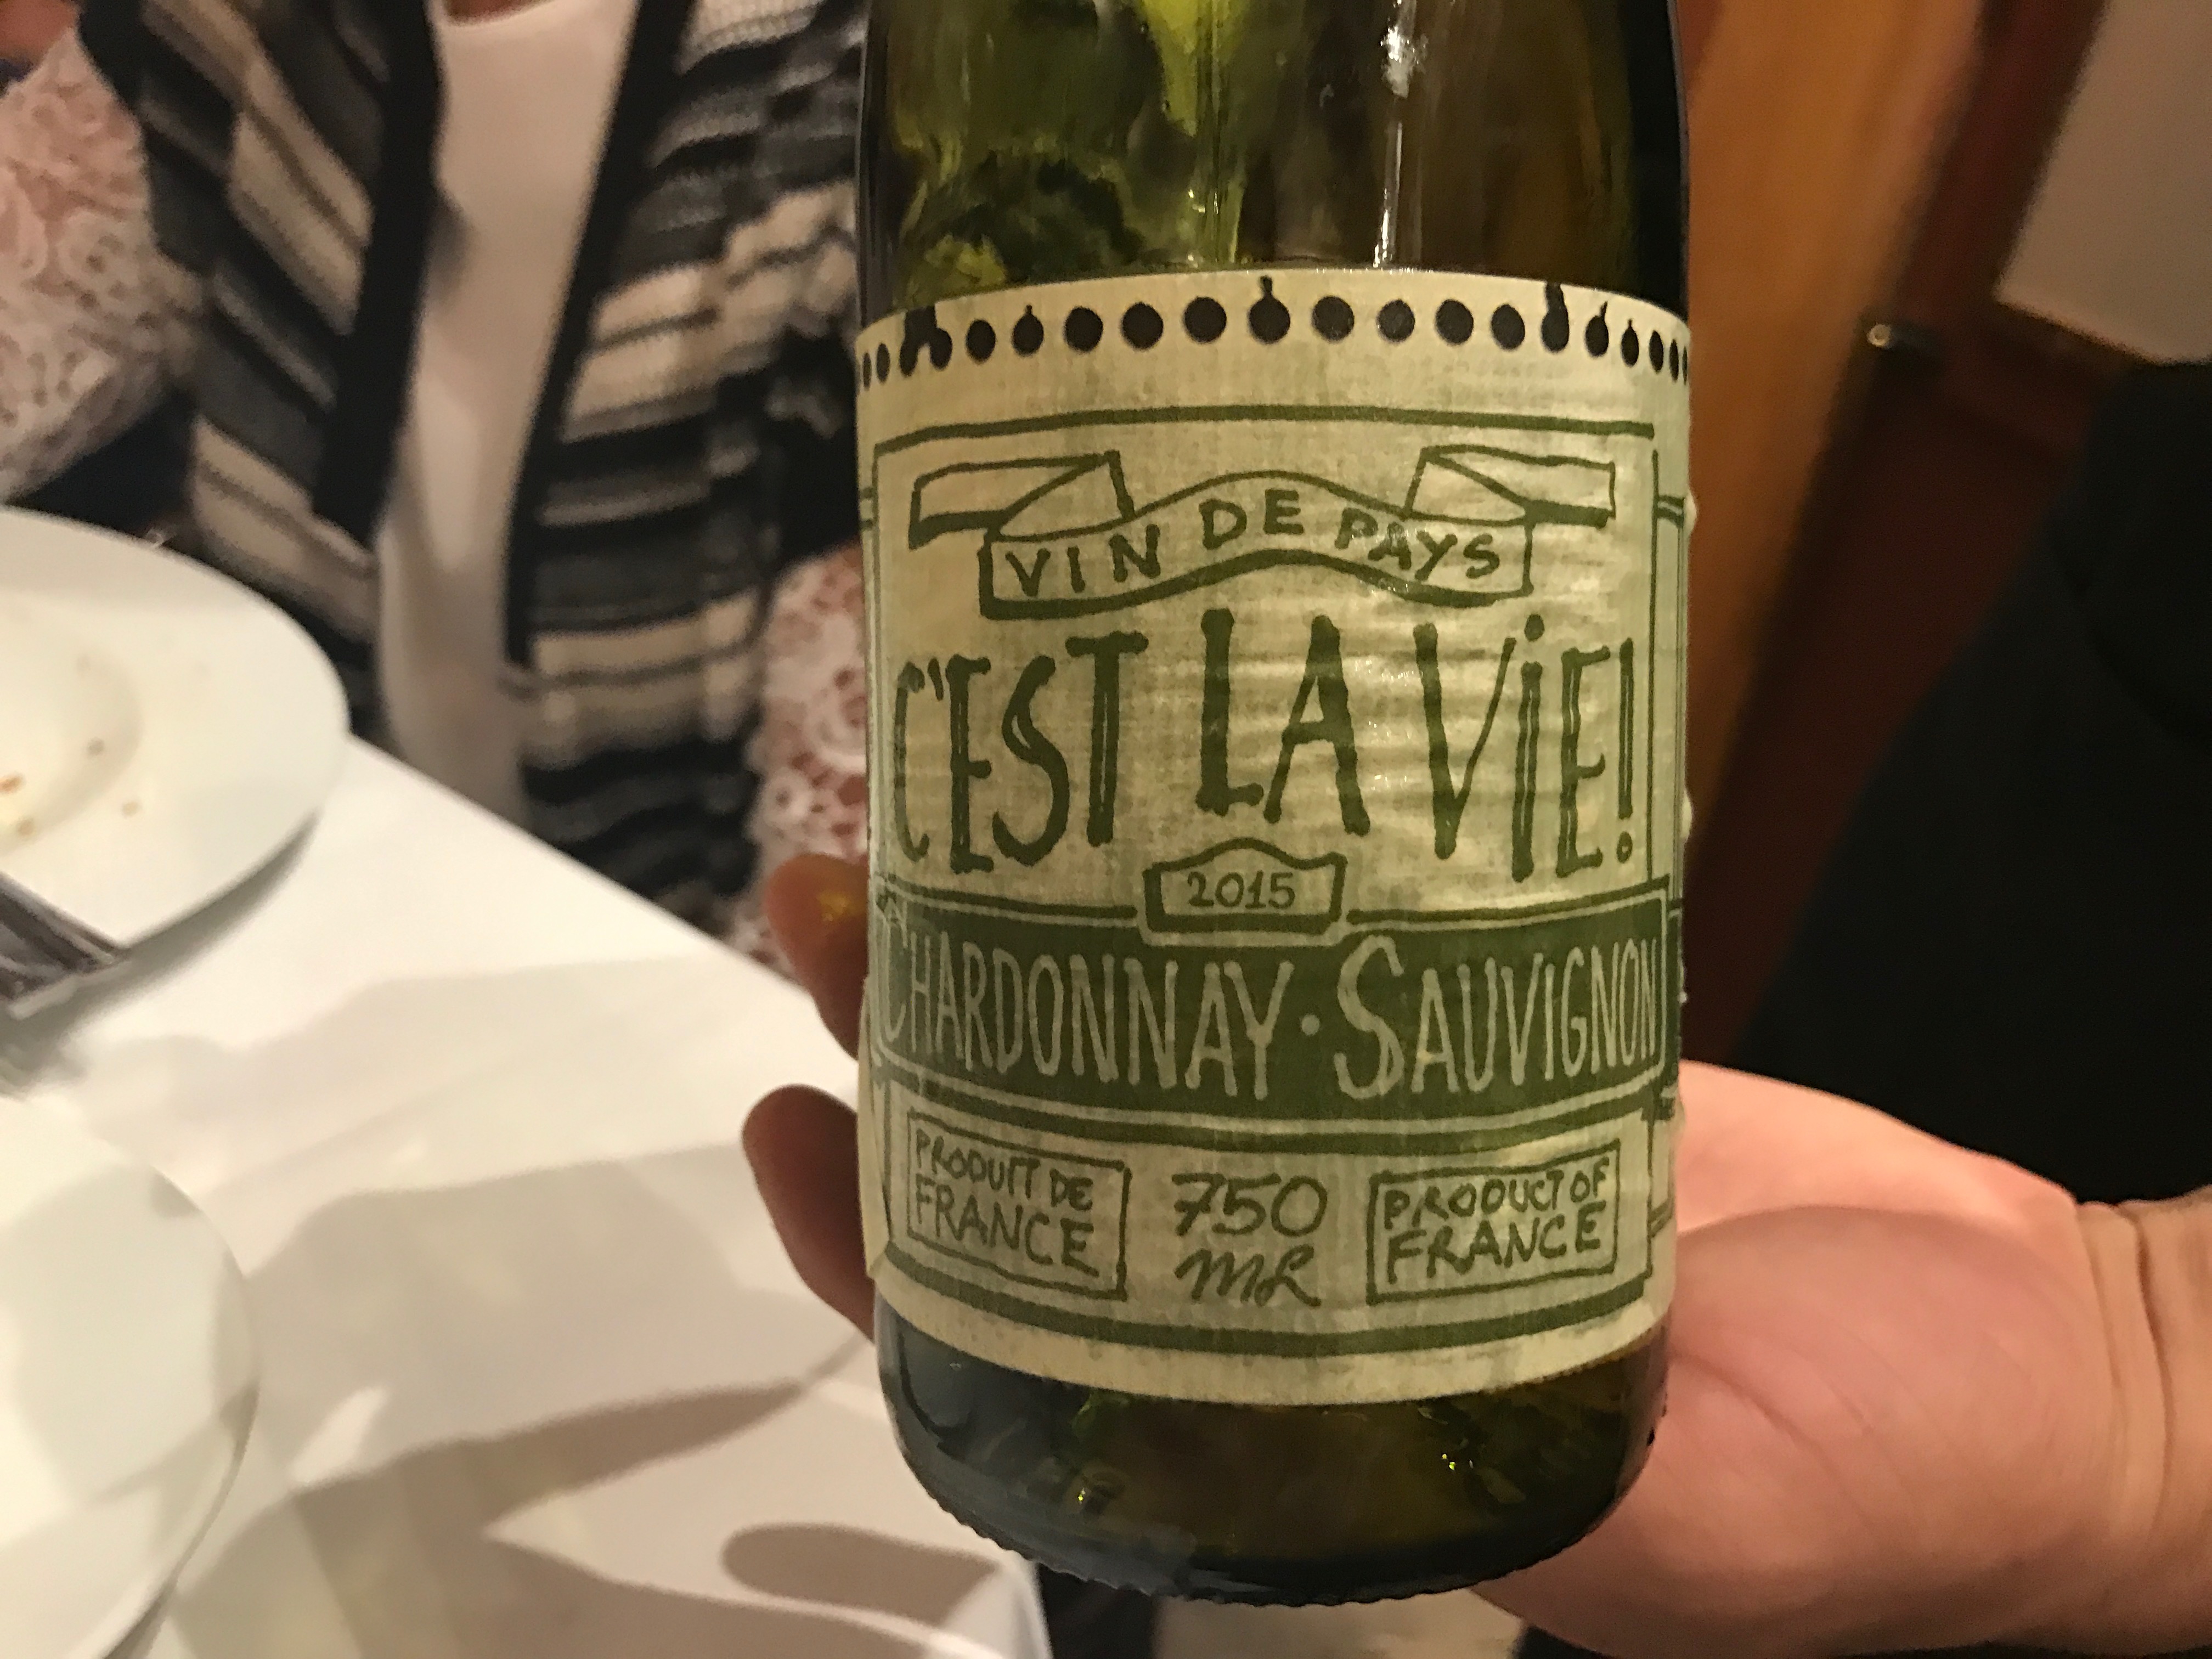 VIN DE PAYS
C'EST LA VIE!
2015
CHARDONNAY · SAUVIGNON
PRODUIT DE
FRANCE
750
ML
PRODUCT OF
FRANCE